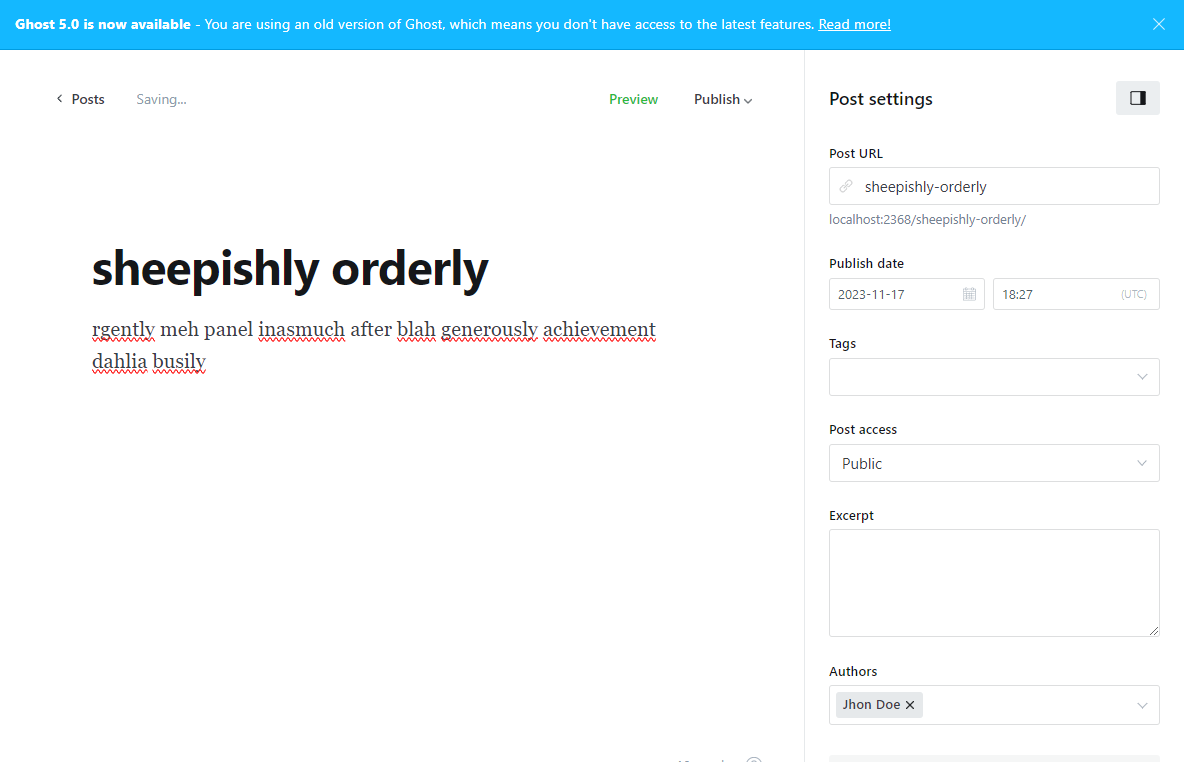 Ghost 5.0 is now available - You are using an old version of Ghost, which means you don't have access to the latest features. Read more!
Posts
Saving...
Preview
Publish
sheepishly orderly
rgently meh panel inasmuch after blah generously achievement
dahlia busily
Post settings
Post URL
sheepishly-orderly
localhost:2368/sheepishly-orderly/
Publish date
2023-11-17
18:27
(UTC)
Tags
Post access
Public
Excerpt
Authors
Jhon Doe